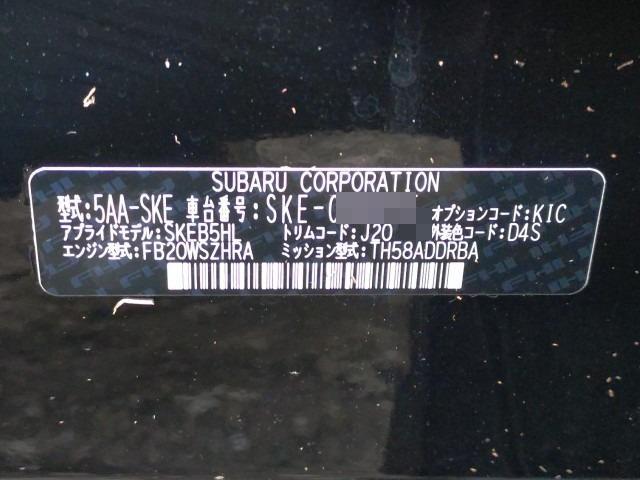 SUBARU CORPORATION
型式:5AA-SKE 車台番号:SKE-0 オプションコード:KIC
アプライドモデル:SKEB5HL トリムコード:J20 外装色コード:D4S
エンジン型式:FB20WSZHRA ミッション型式:TH58ADDRBA